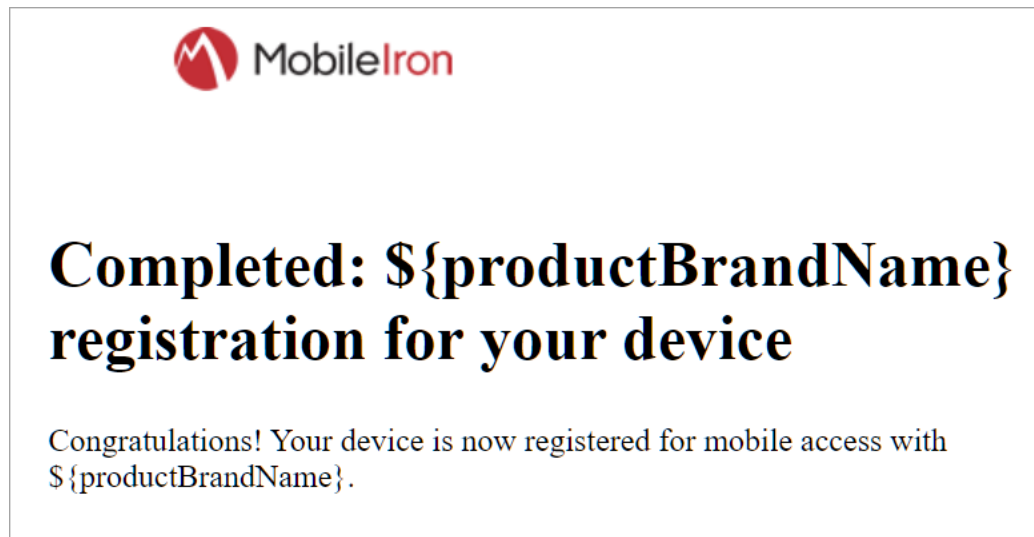 MobileIron
Completed: ${productBrandName}
registration for your device
Congratulations! Your device is now registered for mobile access with
${productBrandName}.